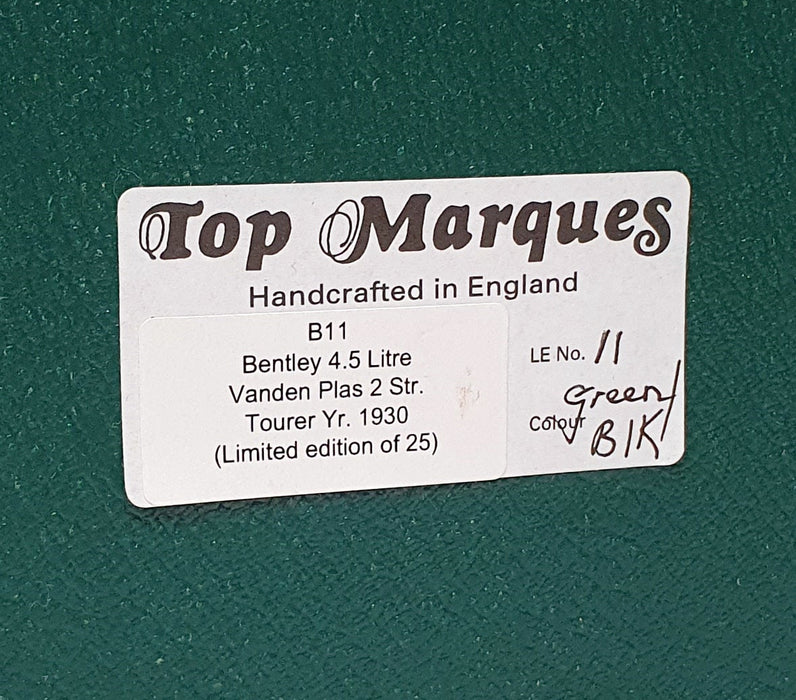 Top Marques
Handcrafted in England
B11
Bentley 4.5 Litre
Vanden Plas 2 Str.
Tourer Yr. 1930
(Limited edition of 25)
LE No. 11
Colour Green/
Blk